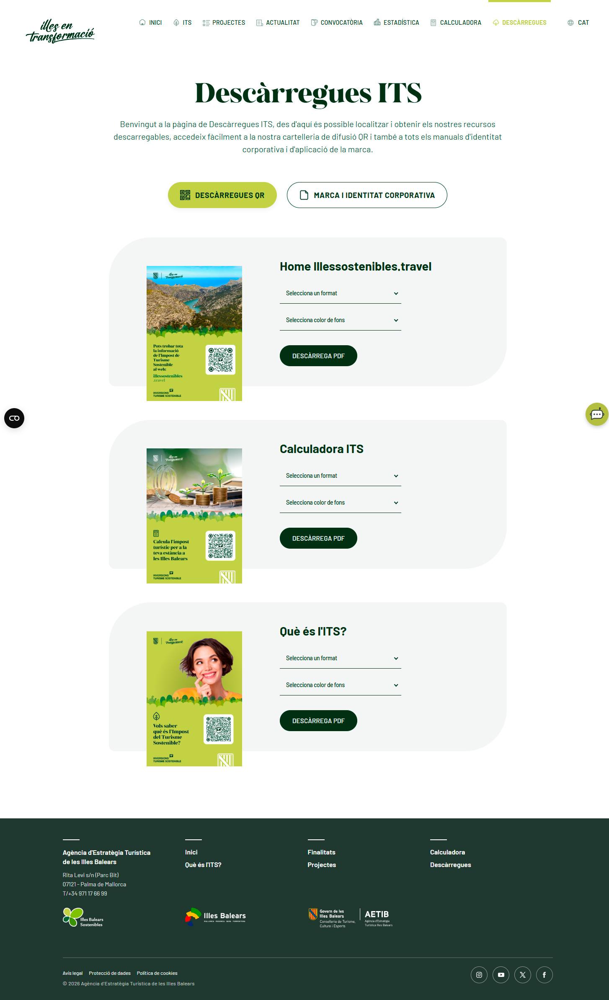 illes en
transformació
INICI
ITS
PROJECTES
ACTUALITAT
CONVOCATÒRIA
ESTADÍSTICA
CALCULADORA
DESCÀRREGUES
CAT
Descàrregues ITS
Benvingut a la pàgina de Descàrregues ITS, des d'aquí és possible localitzar i obtenir els nostres recursos
descarregables, accedeix fàcilment a la nostra cartelleria de difusió QR i també a tots els manuals d'identitat
corporativa i d'aplicació de la marca.
DESCÀRREGUES QR
MARCA I IDENTITAT CORPORATIVA
illes en
transformació
Pots trobar tota
la informació
de l'Impost de
Turisme
Sostenible
al web:
illessostenibles
.travel
INVERSIONS
TURISME SOSTENIBLE
Home Illessostenibles.travel
Selecciona un format
Selecciona color de fons
DESCÀRREGA PDF
illes en
transformació
Calcula l'impost
turístic per a la
teva estància a
les Illes Balears
INVERSIONS
TURISME SOSTENIBLE
Calculadora ITS
Selecciona un format
Selecciona color de fons
DESCÀRREGA PDF
illes en
transformació
Vols saber
què és l'Impost
del Turisme
Sostenible?
INVERSIONS
TURISME SOSTENIBLE
Què és l'ITS?
Selecciona un format
Selecciona color de fons
DESCÀRREGA PDF
Agència d'Estratègia Turística
de les Illes Balears
Rita Levi s/n (Parc Bit)
07121 - Palma de Mallorca
T/+34 971 17 66 99
Inici
Què és l'ITS?
Finalitats
Projectes
Calculadora
Descàrregues
Illes Balears
Sostenibles
Illes Balears
MALLORCA MENORCA IBIZA FORMENTERA
Govern de les
Illes Balears
Conselleria de Turisme,
Cultura i Esports
AETIB
Agència d'Estratègia
Turística Illes Balears
Avís legal
Protecció de dades
Política de cookies
© 2026 Agència d'Estratègia Turística de les Illes Balears